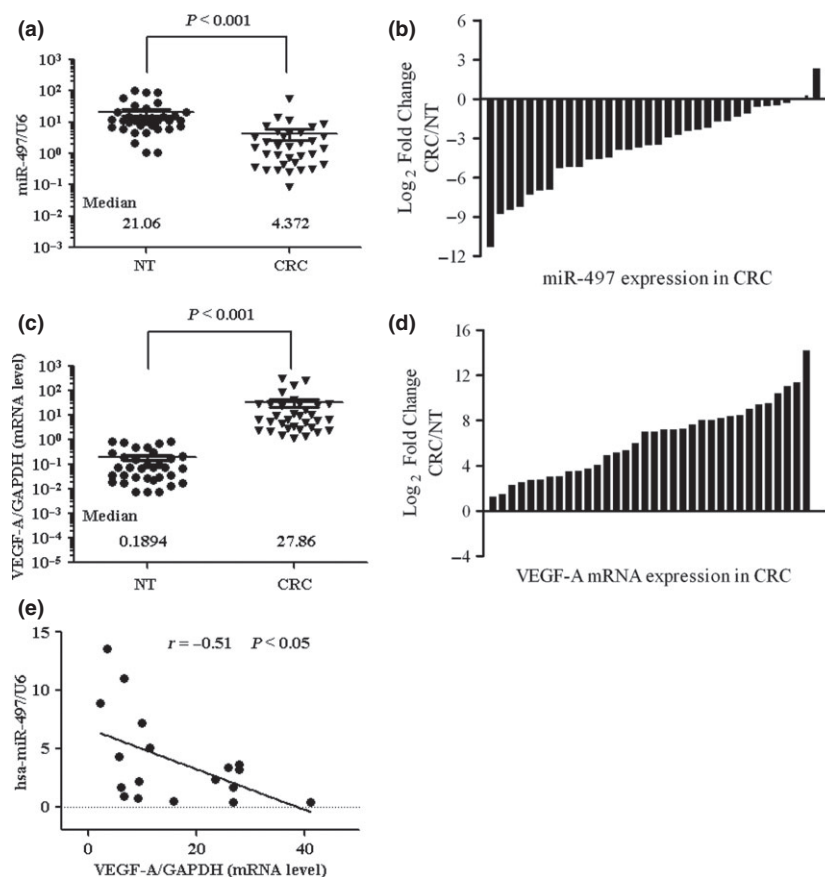 (a)
P < 0.001
miR-497/U6
10³
10²
10¹
10⁰
10⁻¹
10⁻²
10⁻³
Median
21.06
4.372
NT
CRC
(b)
Log₂ Fold Change
CRC/NT
6
3
0
−3
−6
−9
−12
miR-497 expression in CRC
(c)
P < 0.001
VEGF-A/GAPDH (mRNA level)
10³
10²
10¹
10⁰
10⁻¹
10⁻²
10⁻³
10⁻⁴
10⁻⁵
Median
0.1894
27.86
NT
CRC
(d)
Log₂ Fold Change
CRC/NT
16
12
8
4
0
−4
VEGF-A mRNA expression in CRC
(e)
r = −0.51 P < 0.05
hsa-miR-497/U6
15
10
5
0
0
20
40
VEGF-A/GAPDH (mRNA level)